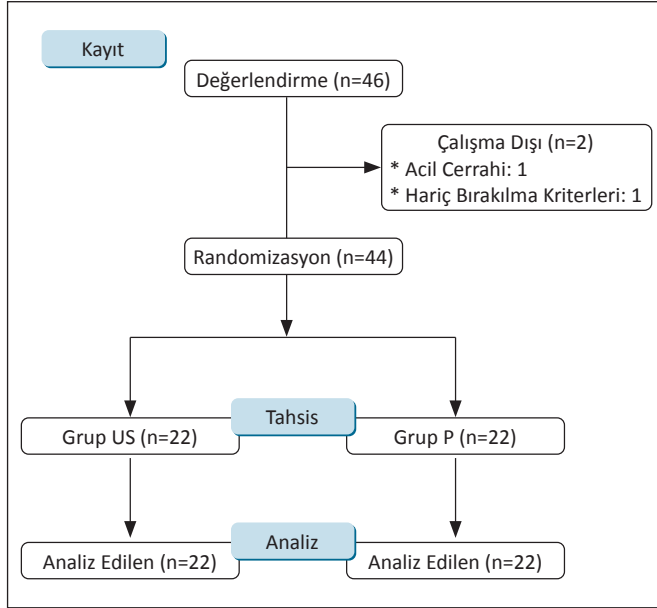 Kayıt
Değerlendirme (n=46)
Çalışma Dışı (n=2)
* Acil Cerrahi: 1
* Hariç Bırakılma Kriterleri: 1
Randomizasyon (n=44)
Tahsis
Grup US (n=22)
Grup P (n=22)
Analiz
Analiz Edilen (n=22)
Analiz Edilen (n=22)